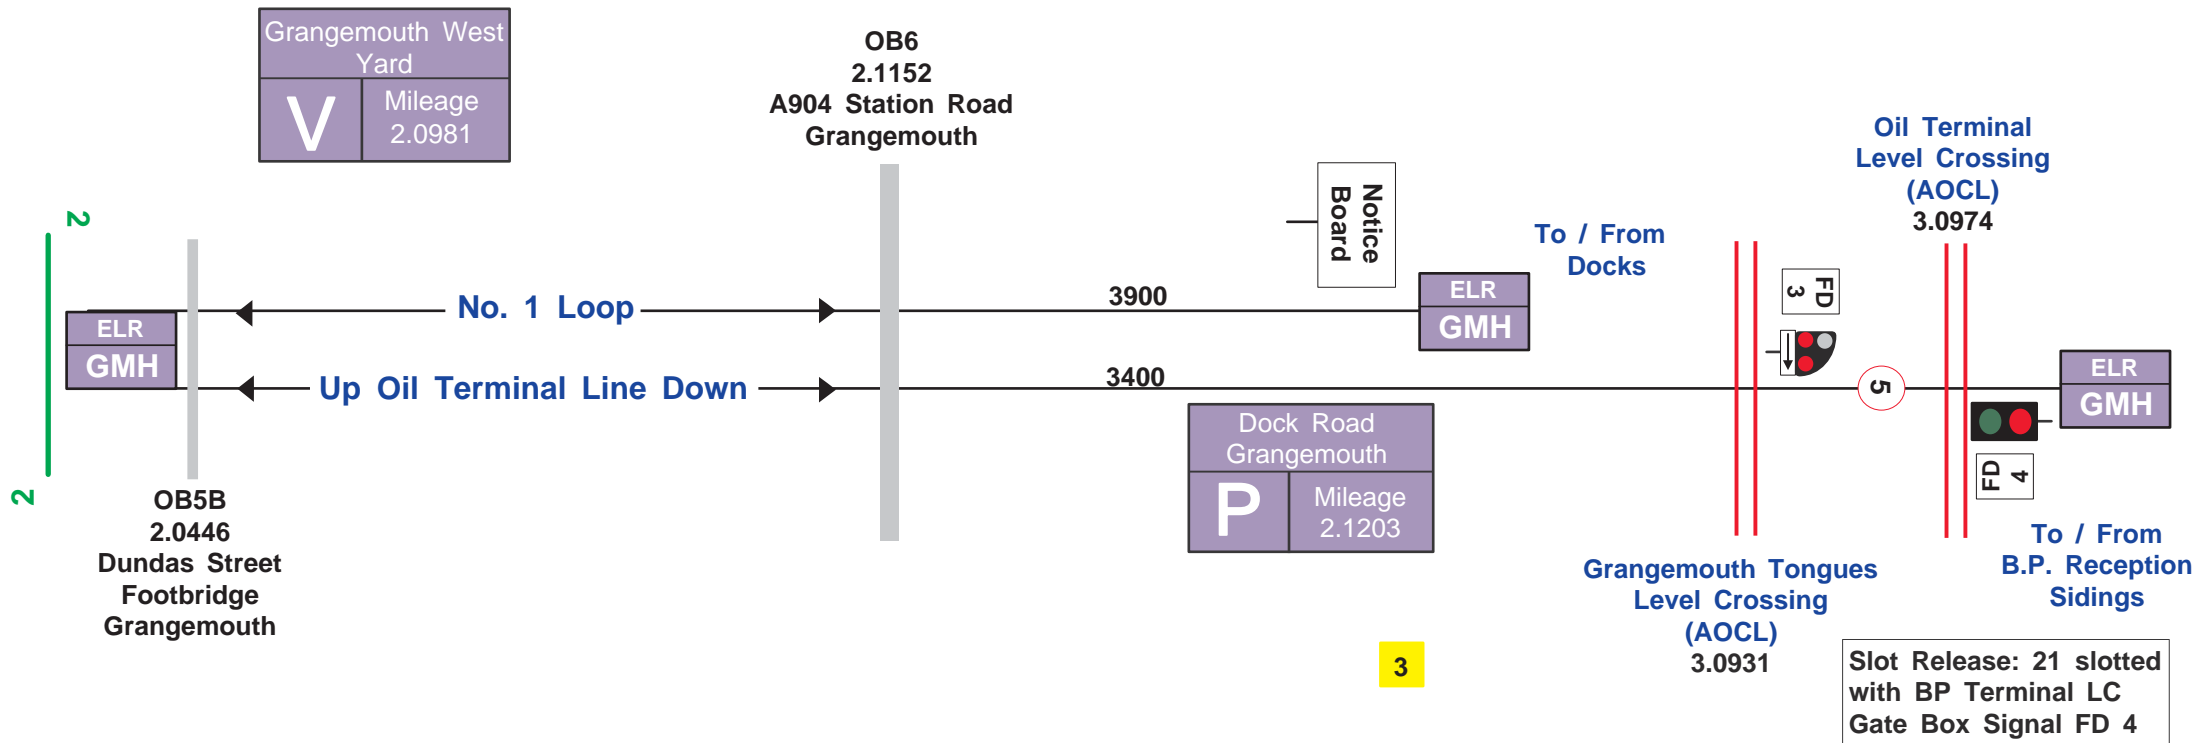 Grangemouth West
Yard
V
Mileage
2.0981
OB6
2.1152
A904 Station Road
Grangemouth
Notice
Board
To / From
Docks
Oil Terminal
Level Crossing
(AOCL)
3.0974
2
2
ELR
GMH
No. 1 Loop
3900
ELR
GMH
FD
3
Up Oil Terminal Line Down
3400
5
ELR
GMH
FD
4
Dock Road
Grangemouth
P
Mileage
2.1203
OB5B
2.0446
Dundas Street
Footbridge
Grangemouth
Grangemouth Tongues
Level Crossing
(AOCL)
3.0931
To / From
B.P. Reception
Sidings
3
Slot Release: 21 slotted
with BP Terminal LC
Gate Box Signal FD 4